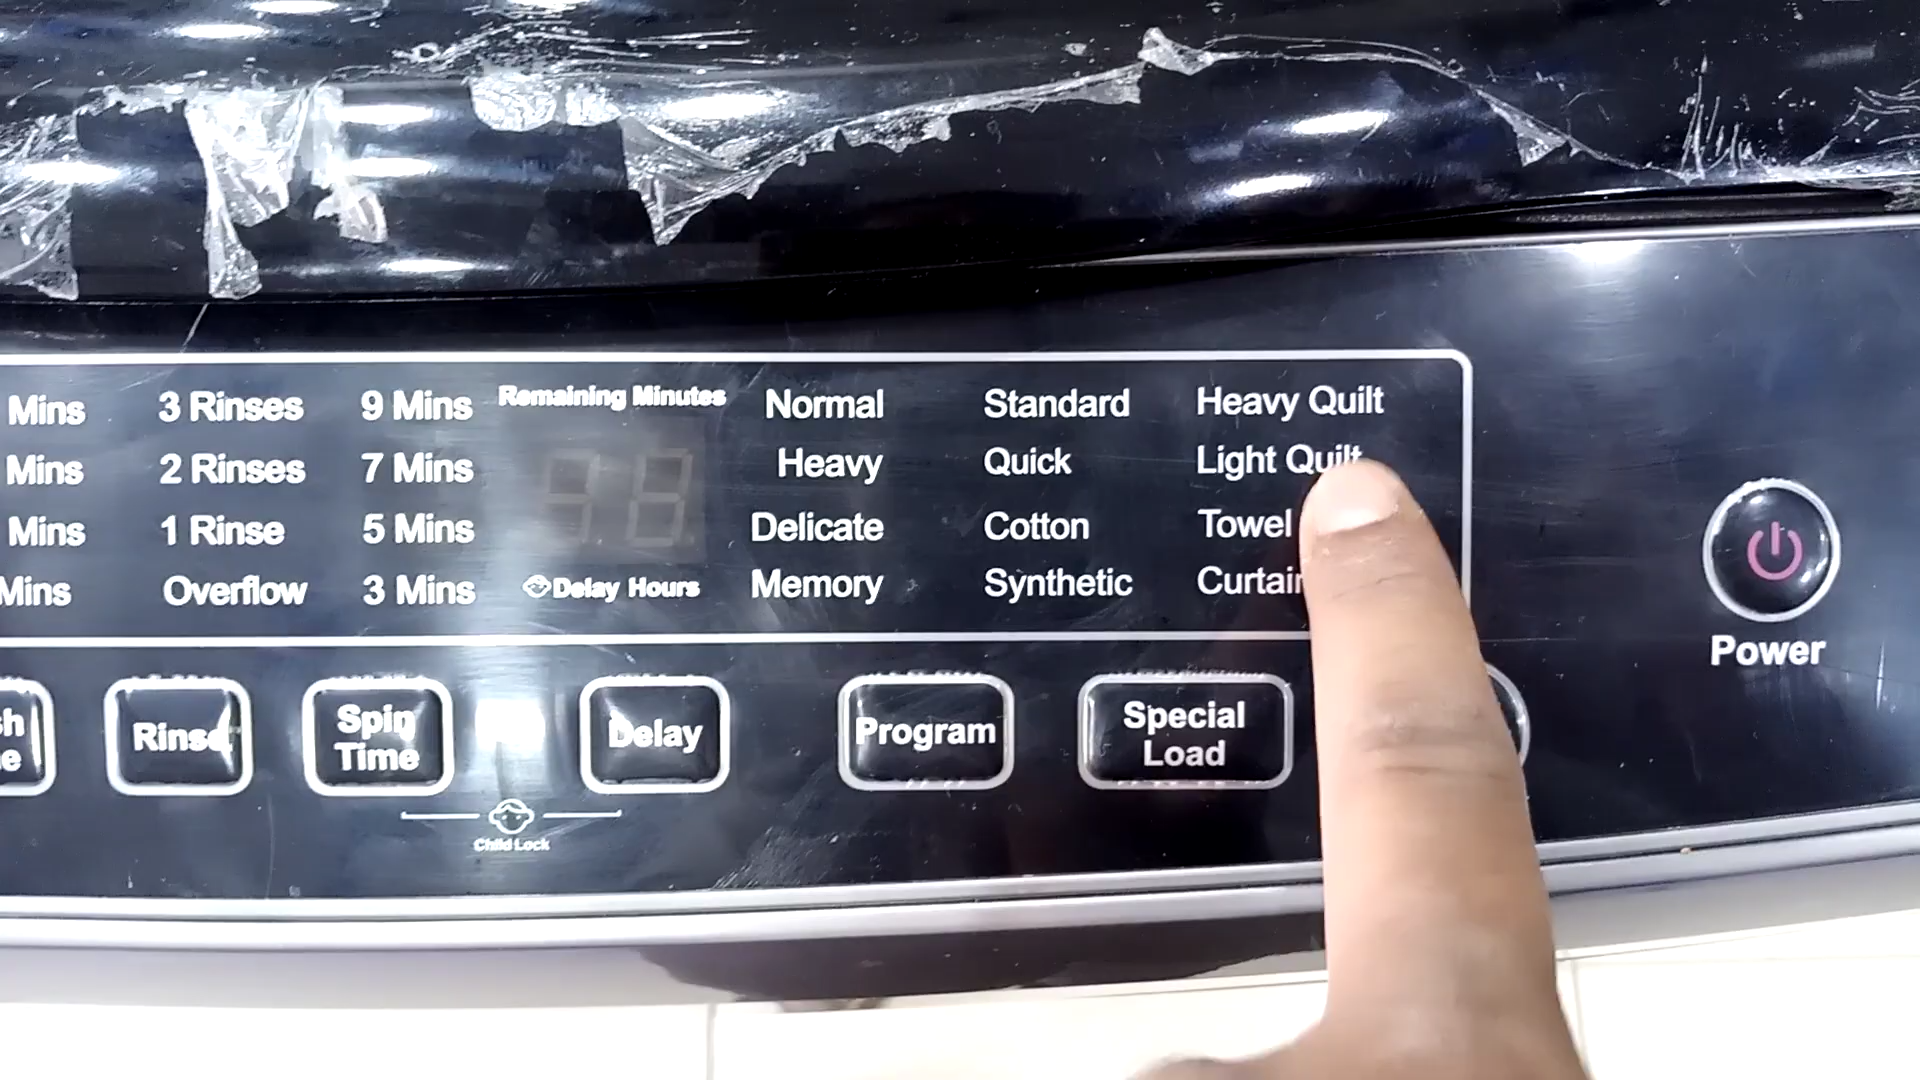 Mins 3 Rinses 9 Mins Remaining Minutes Normal Standard Heavy Quilt
Mins 2 Rinses 7 Mins Heavy Quick Light Quilt
Mins 1 Rinse 5 Mins Delicate Cotton Towel
Mins Overflow 3 Mins Delay Hours Memory Synthetic Curtain
Rinse
Spin
Time
Delay
Program
Special
Load
Power
Child Lock